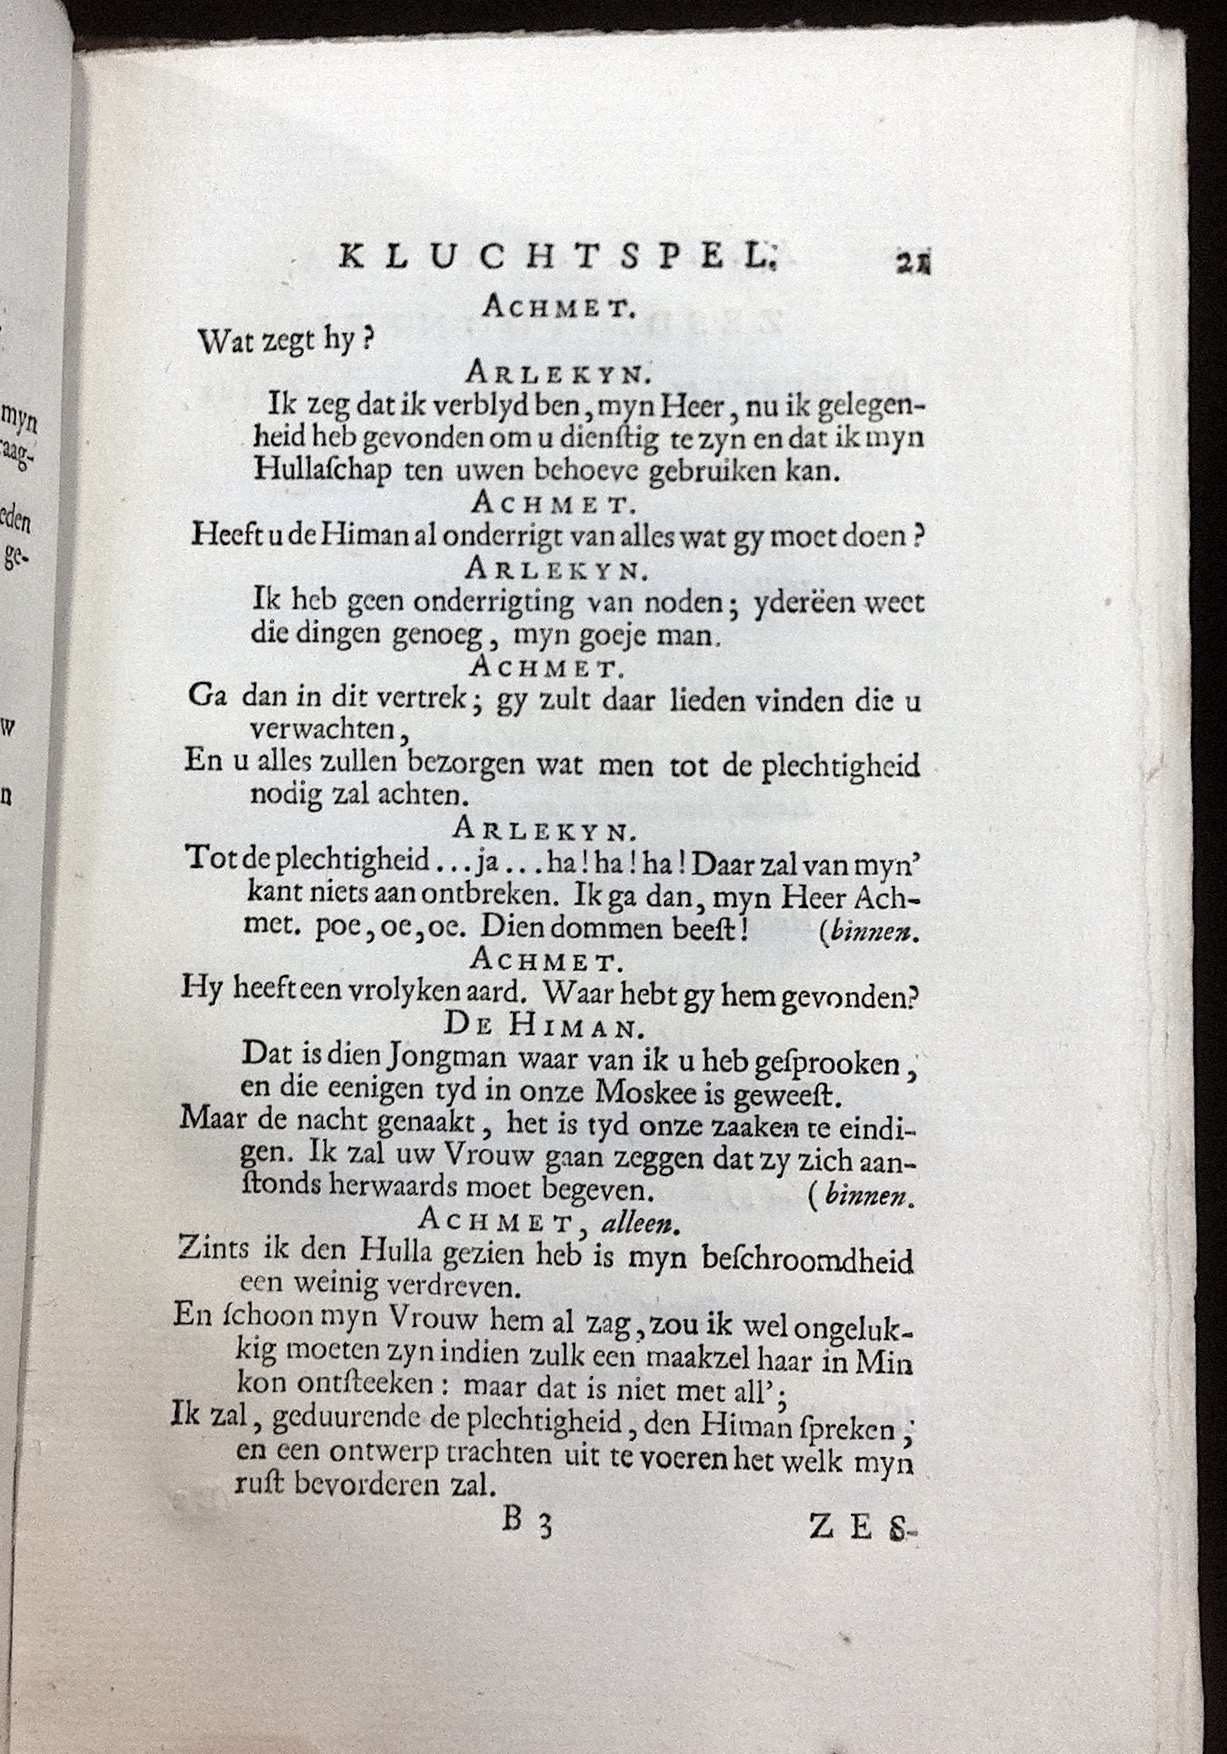 KLUCHTSPEL. 21
ACHMET.
Wat zegt hy?
ARLEKYN.
Ik zeg dat ik verblyd ben, myn Heer, nu ik gelegen-
heid heb gevonden om u dienſtig te zyn en dat ik myn
Hullaſchap ten uwen behoeve gebruiken kan.
ACHMET.
Heeft u de Himan al onderrigt van alles wat gy moet doen?
ARLEKYN.
Ik heb geen onderrigting van noden; yderëen weet
die dingen genoeg, myn goeje man.
ACHMET.
Ga dan in dit vertrek; gy zult daar lieden vinden die u
verwachten,
En u alles zullen bezorgen wat men tot de plechtigheid
nodig zal achten.
ARLEKYN.
Tot de plechtigheid... ja... ha! ha! ha! Daar zal van myn'
kant niets aan ontbreken. Ik ga dan, myn Heer Ach-
met. poe, oe, oe. Dien dommen beeſt! (binnen.
ACHMET.
Hy heeft een vrolyken aard. Waar hebt gy hem gevonden?
DE HIMAN.
Dat is dien Jongman waar van ik u heb geſprooken,
en die eenigen tyd in onze Moskee is geweeſt.
Maar de nacht genaakt, het is tyd onze zaaken te eindi-
gen. Ik zal uw Vrouw gaan zeggen dat zy zich aan-
ſtonds herwaards moet begeven. (binnen.
ACHMET, alleen.
Zints ik den Hulla gezien heb is myn beſchroomdheid
een weinig verdreven.
En ſchoon myn Vrouw hem al zag, zou ik wel ongeluk-
kig moeten zyn indien zulk een maakzel haar in Min
kon ontſteeken: maar dat is niet met all';
Ik zal, geduurende de plechtigheid, den Himan ſpreken,
en een ontwerp trachten uit te voeren het welk myn
ruſt bevorderen zal.
B 3 ZES-
myn
raag-
eden
ge-
w
n